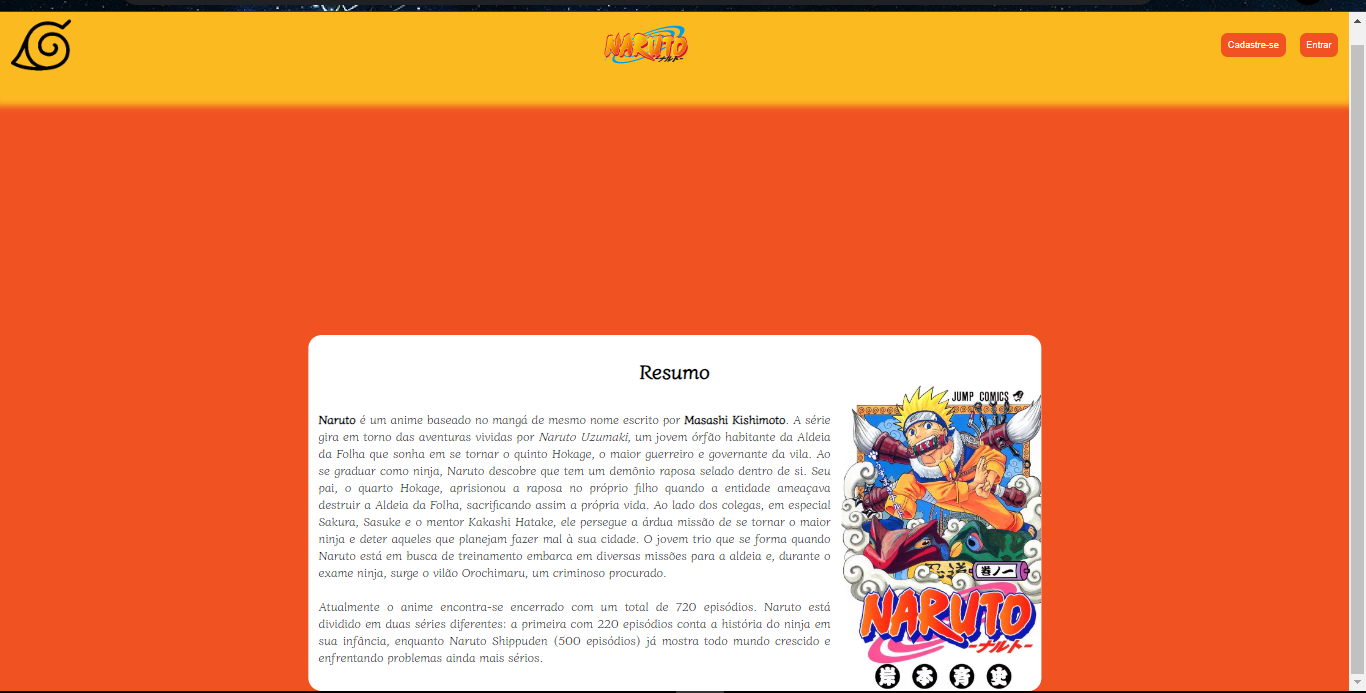 NARUTO
-ナルト-
Cadastre-se
Entrar
Resumo
Naruto é um anime baseado no mangá de mesmo nome escrito por Masashi Kishimoto. A série
gira em torno das aventuras vividas por Naruto Uzumaki, um jovem órfão habitante da Aldeia
da Folha que sonha em se tornar o quinto Hokage, o maior guerreiro e governante da vila. Ao
se graduar como ninja, Naruto descobre que tem um demônio raposa selado dentro de si. Seu
pai, o quarto Hokage, aprisionou a raposa no próprio filho quando a entidade ameaçava
destruir a Aldeia da Folha, sacrificando assim a própria vida. Ao lado dos colegas, em especial
Sakura, Sasuke e o mentor Kakashi Hatake, ele persegue a árdua missão de se tornar o maior
ninja e deter aqueles que planejam fazer mal à sua cidade. O jovem trio que se forma quando
Naruto está em busca de treinamento embarca em diversas missões para a aldeia e, durante o
exame ninja, surge o vilão Orochimaru, um criminoso procurado.
Atualmente o anime encontra-se encerrado com um total de 720 episódios. Naruto está
dividido em duas séries diferentes: a primeira com 220 episódios conta a história do ninja em
sua infância, enquanto Naruto Shippuden (500 episódios) já mostra todo mundo crescido e
enfrentando problemas ainda mais sérios.
JUMP COMICS
巻ノ一
NARUTO
-ナルト-
岸本斉史